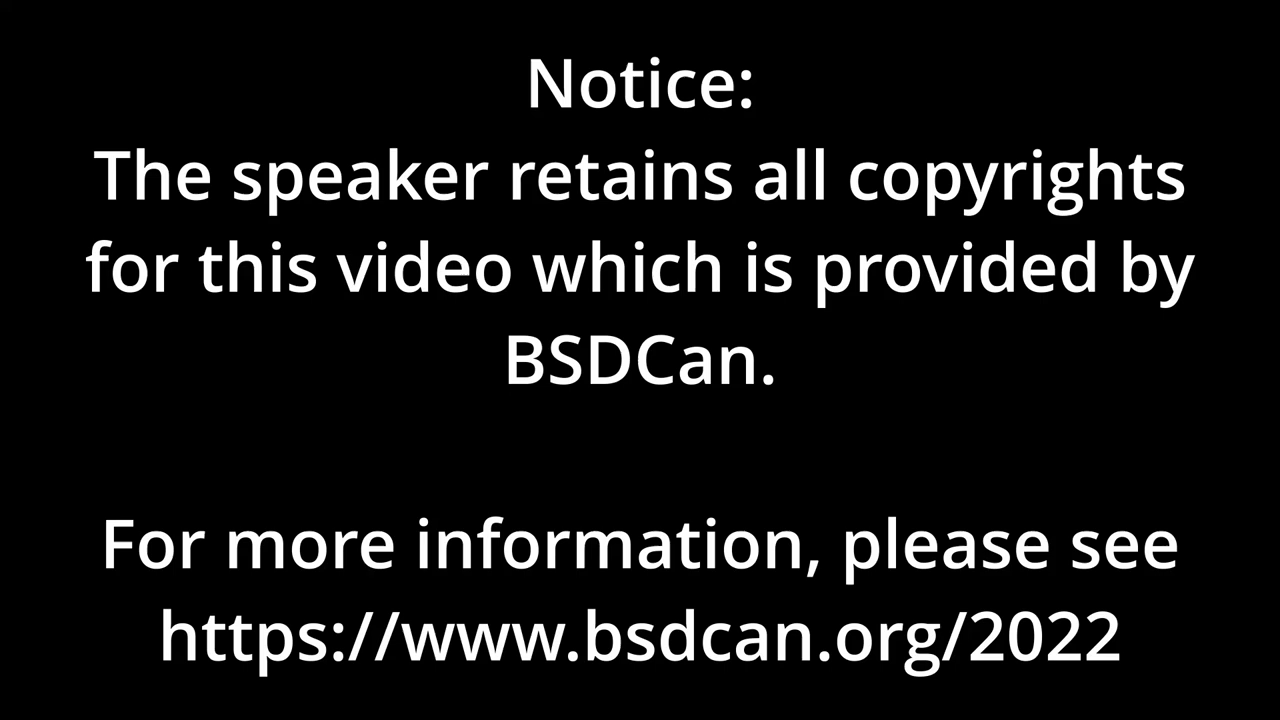 Notice:
The speaker retains all copyrights
for this video which is provided by
BSDCan.
For more information, please see
https://www.bsdcan.org/2022